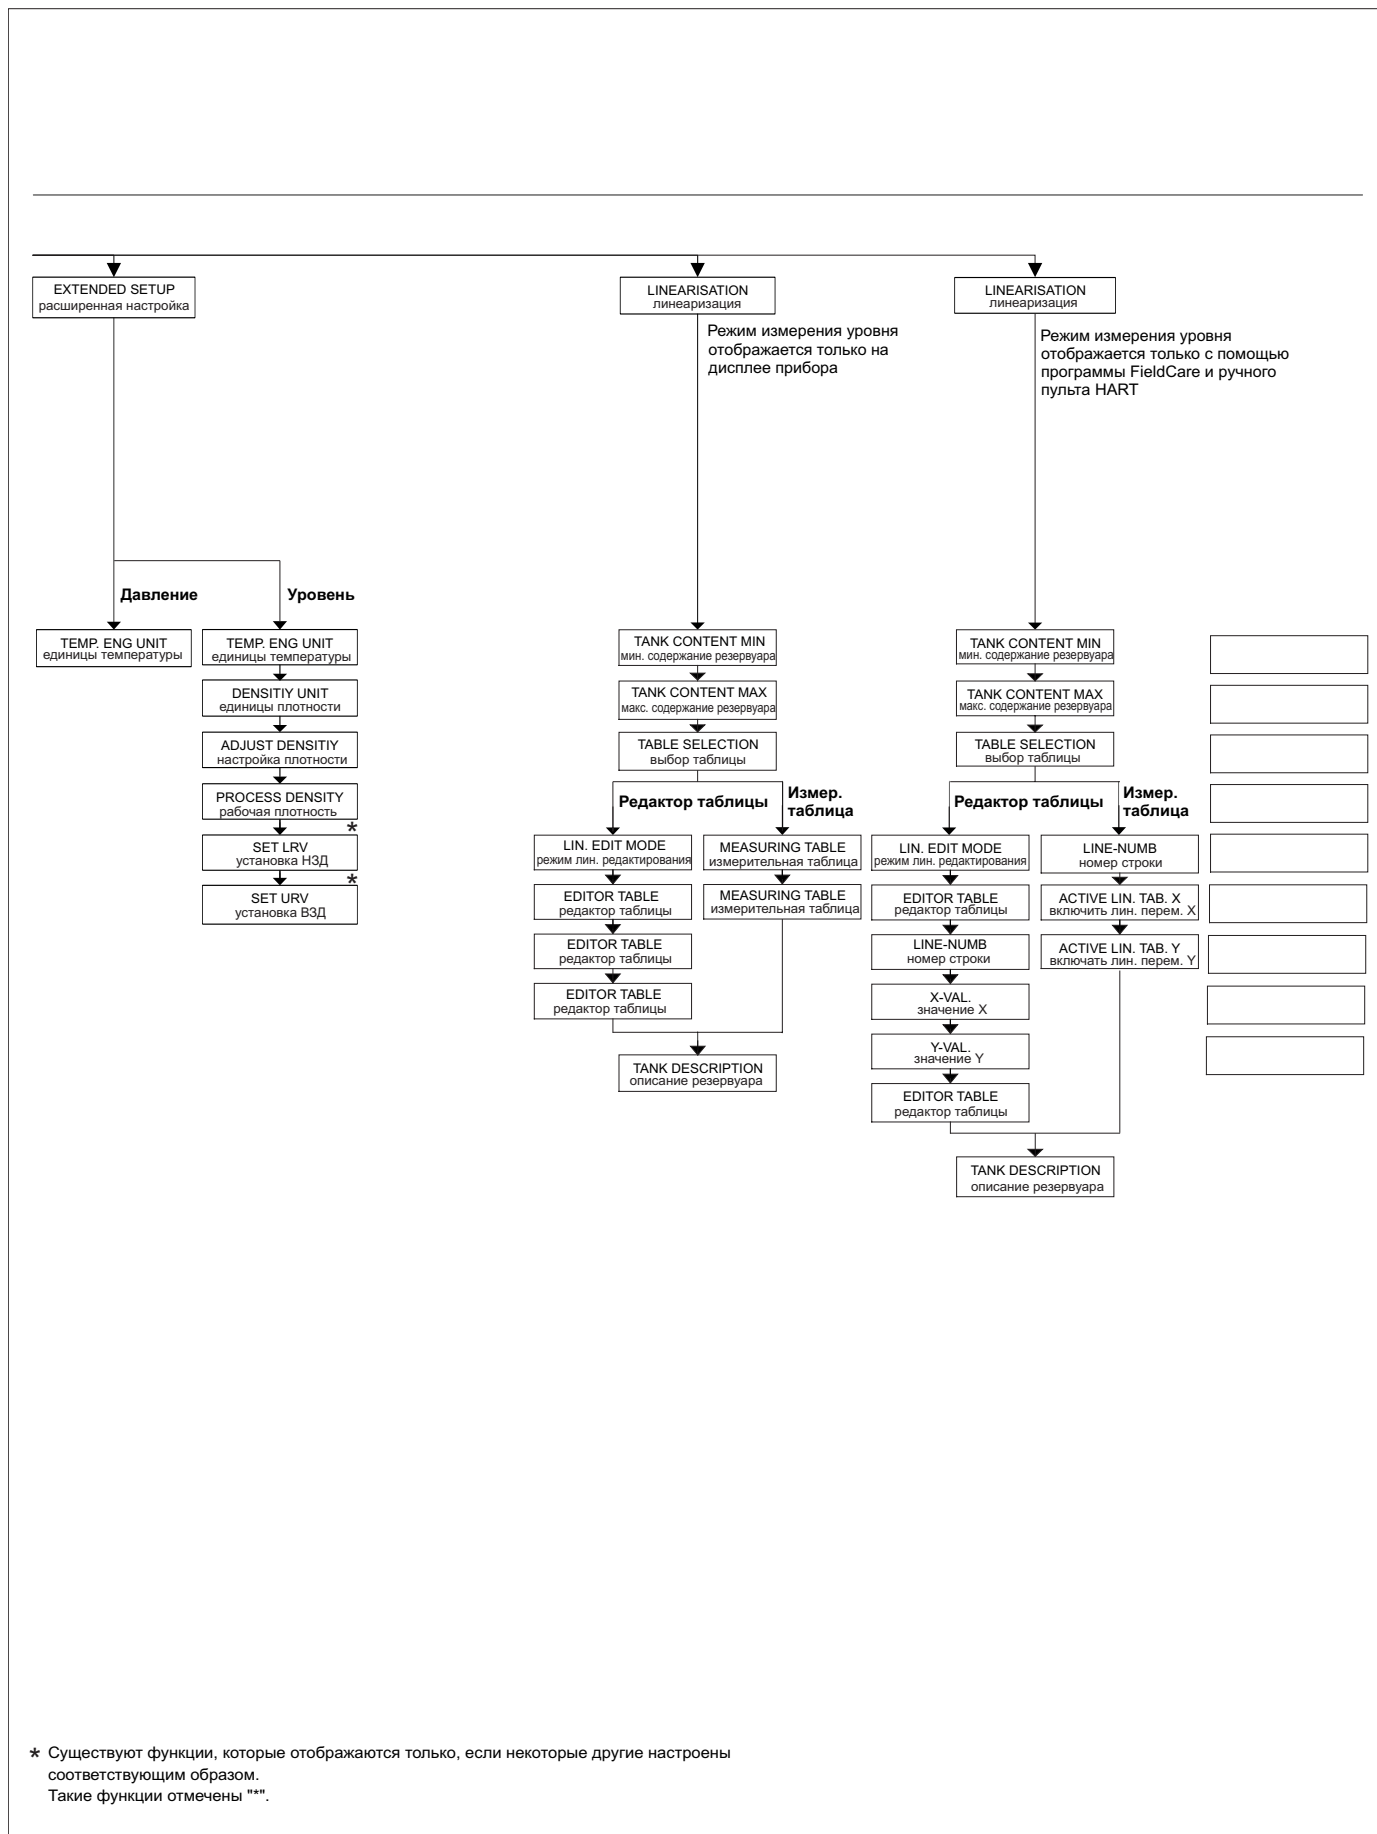 EXTENDED SETUP
расширенная настройка
Давление
TEMP. ENG UNIT
единицы температуры
Уровень
TEMP. ENG UNIT
единицы температуры
DENSITIY UNIT
единицы плотности
ADJUST DENSITIY
настройка плотности
PROCESS DENSITY
рабочая плотность
*
SET LRV
установка НЗД
*
SET URV
установка ВЗД
LINEARISATION
линеаризация
Режим измерения уровня
отображается только на
дисплее прибора
TANK CONTENT MIN
мин. содержание резервуара
TANK CONTENT MAX
макс. содержание резервуара
TABLE SELECTION
выбор таблицы
Редактор таблицы
LIN. EDIT MODE
режим лин. редактирования
EDITOR TABLE
редактор таблицы
EDITOR TABLE
редактор таблицы
EDITOR TABLE
редактор таблицы
Измер.
таблица
MEASURING TABLE
измерительная таблица
MEASURING TABLE
измерительная таблица
TANK DESCRIPTION
описание резервуара
LINEARISATION
линеаризация
Режим измерения уровня
отображается только с помощью
программы FieldCare и ручного
пульта HART
TANK CONTENT MIN
мин. содержание резервуара
TANK CONTENT MAX
макс. содержание резервуара
TABLE SELECTION
выбор таблицы
Редактор таблицы
LIN. EDIT MODE
режим лин. редактирования
EDITOR TABLE
редактор таблицы
LINE-NUMB
номер строки
X-VAL.
значение X
Y-VAL.
значение Y
EDITOR TABLE
редактор таблицы
Измер.
таблица
LINE-NUMB
номер строки
ACTIVE LIN. TAB. X
включить лин. перем. X
ACTIVE LIN. TAB. Y
включать лин. перем. Y
TANK DESCRIPTION
описание резервуара
* Существуют функции, которые отображаются только, если некоторые другие настроены
соответствующим образом.
Такие функции отмечены "*".